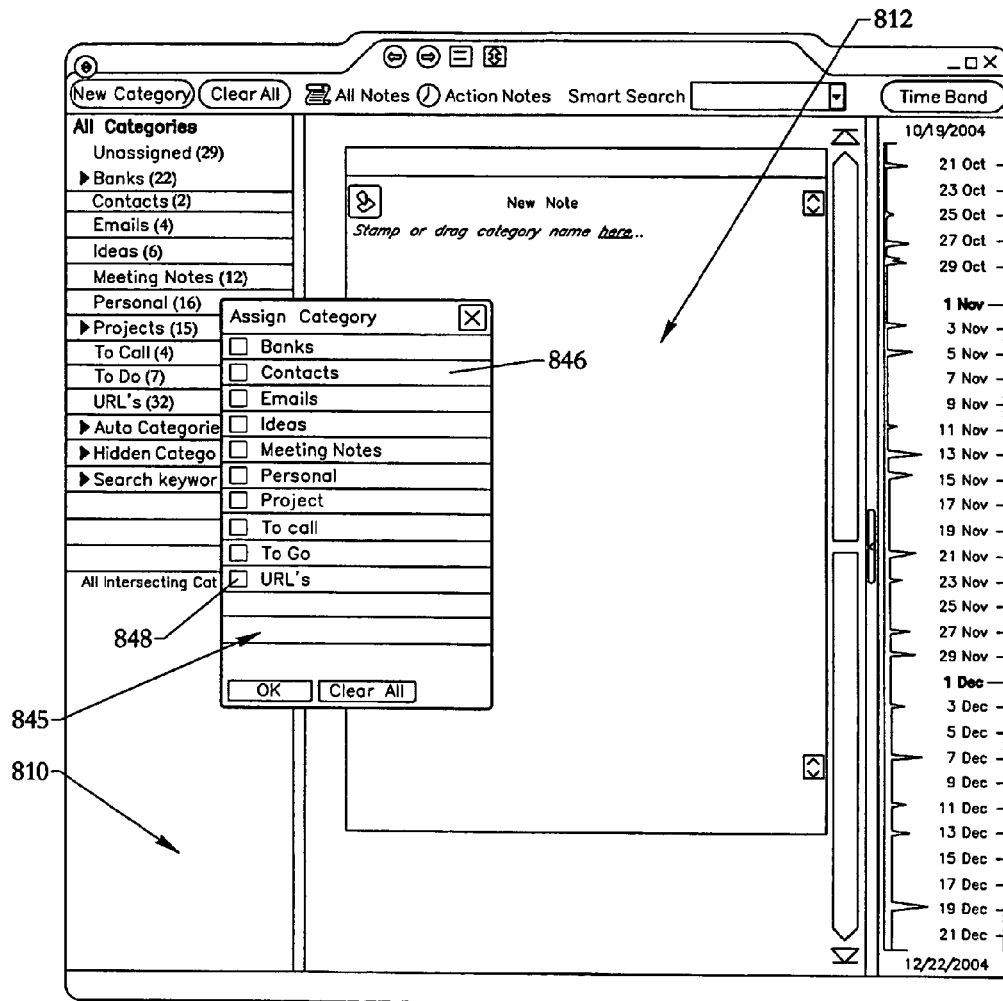 812
New Category Clear All All Notes Action Notes Smart Search Time Band
All Categories
Unassigned (29)
Banks (22)
Contacts (2)
Emails (4)
Ideas (6)
Meeting Notes (12)
Personal (16)
Projects (15)
To Call (4)
To Do (7)
URL's (32)
Auto Categorie
Hidden Catego
Search keywor
All Intersecting Cat
New Note
Stamp or drag category name here...
Assign Category
Banks
Contacts
Emails
Ideas
Meeting Notes
Personal
Project
To call
To Go
URL's
OK Clear All
846
848
845
810
10/19/2004
21 Oct
23 Oct
25 Oct
27 Oct
29 Oct
1 Nov
3 Nov
5 Nov
7 Nov
9 Nov
11 Nov
13 Nov
15 Nov
17 Nov
19 Nov
21 Nov
23 Nov
25 Nov
27 Nov
29 Nov
1 Dec
3 Dec
5 Dec
7 Dec
9 Dec
11 Dec
13 Dec
15 Dec
17 Dec
19 Dec
21 Dec
12/22/2004